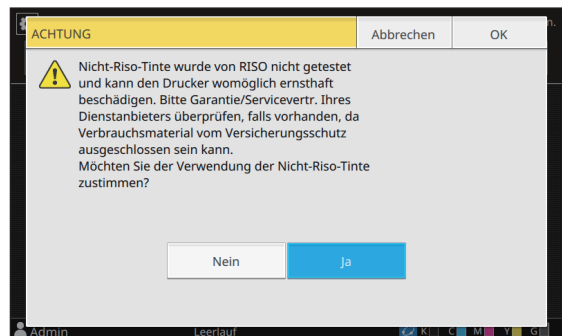 n.
ACHTUNG
Abbrechen
OK
Nicht-Riso-Tinte wurde von RISO nicht getestet
und kann den Drucker womöglich ernsthaft
beschädigen. Bitte Garantie/Servicevertr. Ihres
Dienstanbieters überprüfen, falls vorhanden, da
Verbrauchsmaterial vom Versicherungsschutz
ausgeschlossen sein kann.
Möchten Sie der Verwendung der Nicht-Riso-Tinte
zustimmen?
Nein
Ja
Admin
Leerlauf
K C M Y G